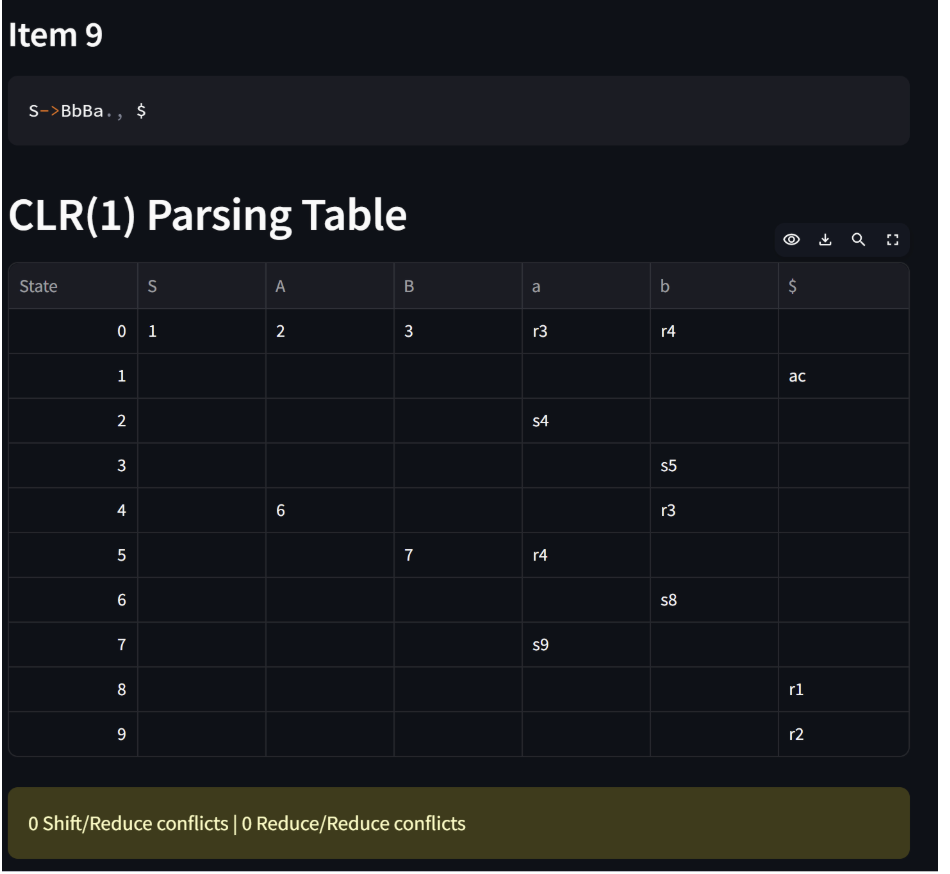 Item 9
S->BbBa., $
CLR(1) Parsing Table
State S A B a b $
0 1 2 3 r3 r4
1 ac
2 s4
3 s5
4 6 r3
5 7 r4
6 s8
7 s9
8 r1
9 r2
0 Shift/Reduce conflicts | 0 Reduce/Reduce conflicts